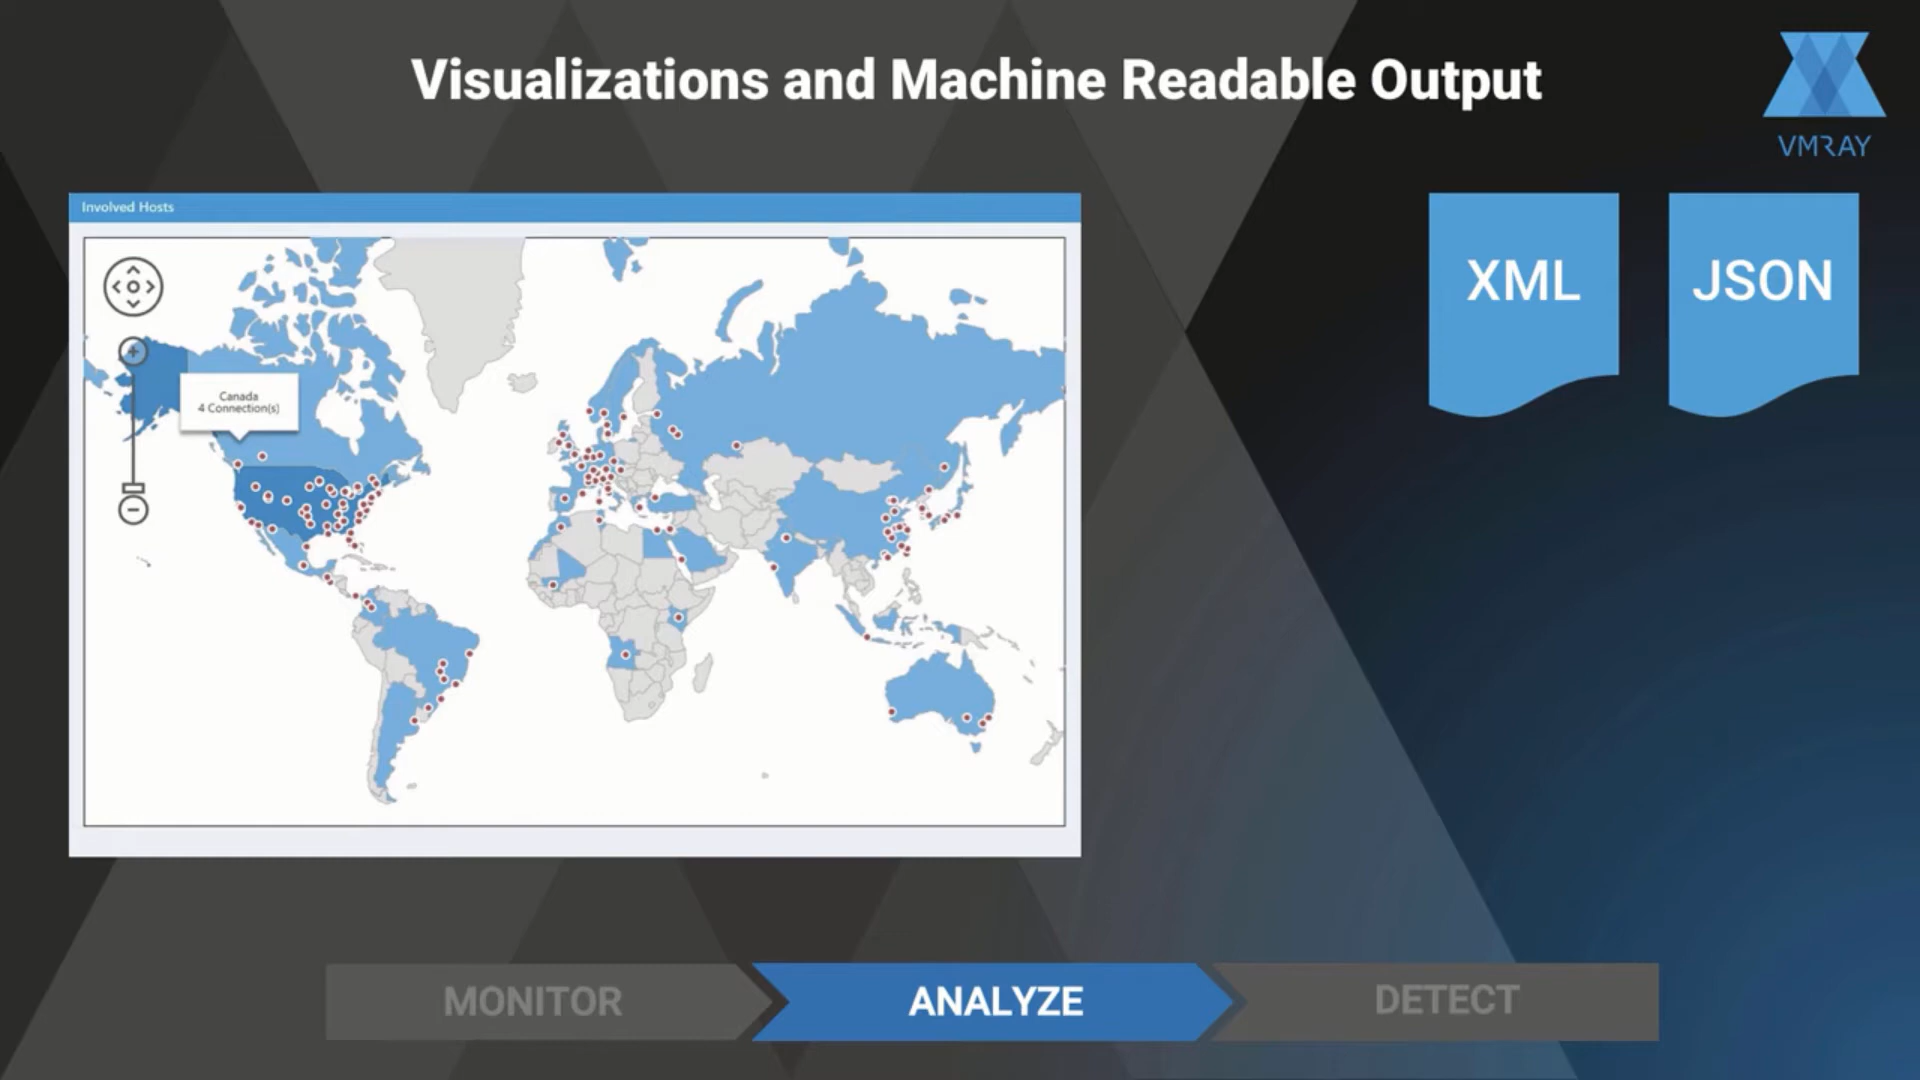 Visualizations and Machine Readable Output
VMRAY
Involved Hosts
XML
JSON
Canada
4 Connection(s)
MONITOR
ANALYZE
DETECT